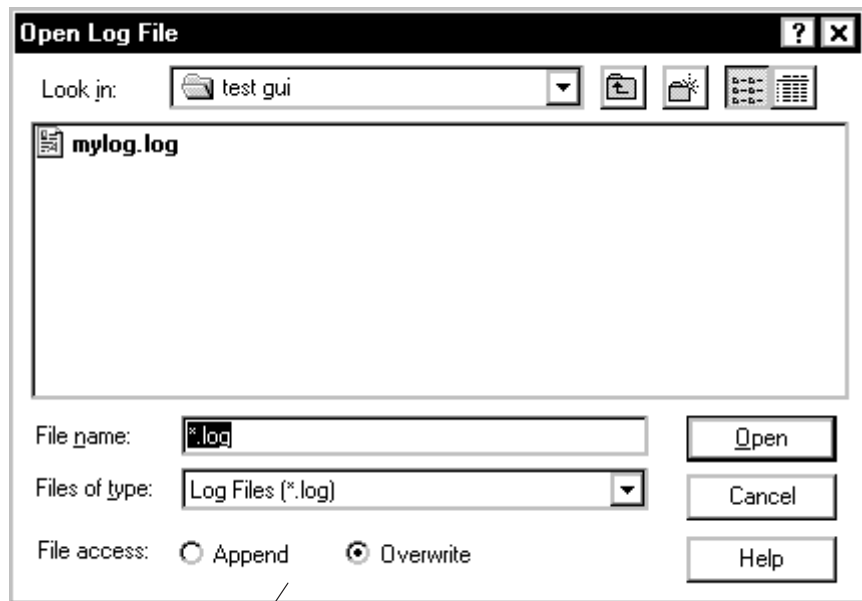 Open Log File
Look in: test gui
mylog.log
File name: *.log
Open
Files of type: Log Files (*.log)
Cancel
File access: Append Overwrite
Help